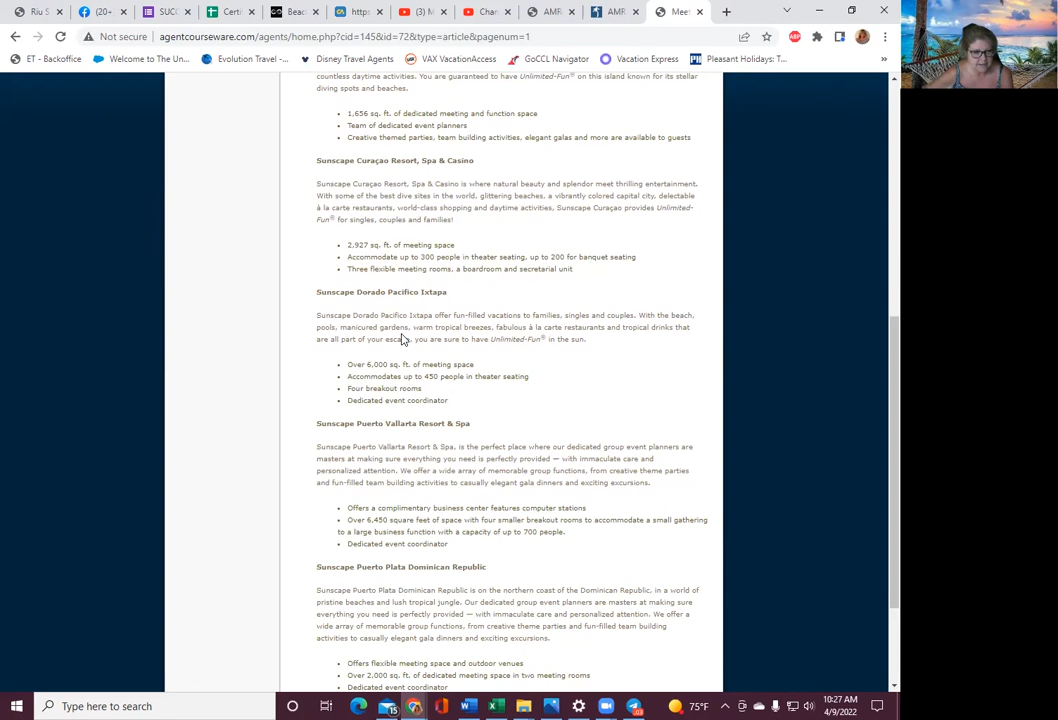 Riu S
(20+
SUCC
Certi
Beac
https
(3) M
Chan
AMR
AMR
Meet
Not secure
agentcourseware.com/agents/home.php?cid=145&id=72&type=article&pagenum=1
ET - Backoffice
Welcome to The Un...
Evolution Travel -...
Disney Travel Agents
VAX VacationAccess
GoCCL Navigator
Vacation Express
Pleasant Holidays: T...
countless daytime activities. You are guaranteed to have Unlimited-Fun® on this island known for its stellar
diving spots and beaches.
• 1,656 sq. ft. of dedicated meeting and function space
• Team of dedicated event planners
• Creative themed parties, team building activities, elegant galas and more are available to guests
Sunscape Curaçao Resort, Spa & Casino
Sunscape Curaçao Resort, Spa & Casino is where natural beauty and splendor meet thrilling entertainment.
With some of the best dive sites in the world, glittering beaches, a vibrantly colored capital city, delectable
à la carte restaurants, world-class shopping and daytime activities, Sunscape Curaçao provides Unlimited-
Fun® for singles, couples and families!
• 2,927 sq. ft. of meeting space
• Accommodate up to 300 people in theater seating, up to 200 for banquet seating
• Three flexible meeting rooms, a boardroom and secretarial unit
Sunscape Dorado Pacifico Ixtapa
Sunscape Dorado Pacifico Ixtapa offer fun-filled vacations to families, singles and couples. With the beach,
pools, manicured gardens, warm tropical breezes, fabulous à la carte restaurants and tropical drinks that
are all part of your escape, you are sure to have Unlimited-Fun® in the sun.
• Over 6,000 sq. ft. of meeting space
• Accommodates up to 450 people in theater seating
• Four breakout rooms
• Dedicated event coordinator
Sunscape Puerto Vallarta Resort & Spa
Sunscape Puerto Vallarta Resort & Spa, is the perfect place where our dedicated group event planners are
masters at making sure everything you need is perfectly provided — with immaculate care and
personalized attention. We offer a wide array of memorable group functions, from creative theme parties
and fun-filled team building activities to casually elegant gala dinners and exciting excursions.
• Offers a complimentary business center features computer stations
• Over 6,450 square feet of space with four smaller breakout rooms to accommodate a small gathering
to a large business function with a capacity of up to 700 people.
• Dedicated event coordinator
Sunscape Puerto Plata Dominican Republic
Sunscape Puerto Plata Dominican Republic is on the northern coast of the Dominican Republic, in a world of
pristine beaches and lush tropical jungle. Our dedicated group event planners are masters at making sure
everything you need is perfectly provided — with immaculate care and personalized attention. We offer a
wide array of memorable group functions, from creative theme parties and fun-filled team building
activities to casually elegant gala dinners and exciting excursions.
• Offers flexible meeting space and outdoor venues
• Over 2,000 sq. ft. of dedicated meeting space in two meeting rooms
• Dedicated event coordinator
Type here to search
15
75°F
10:27 AM
4/9/2022